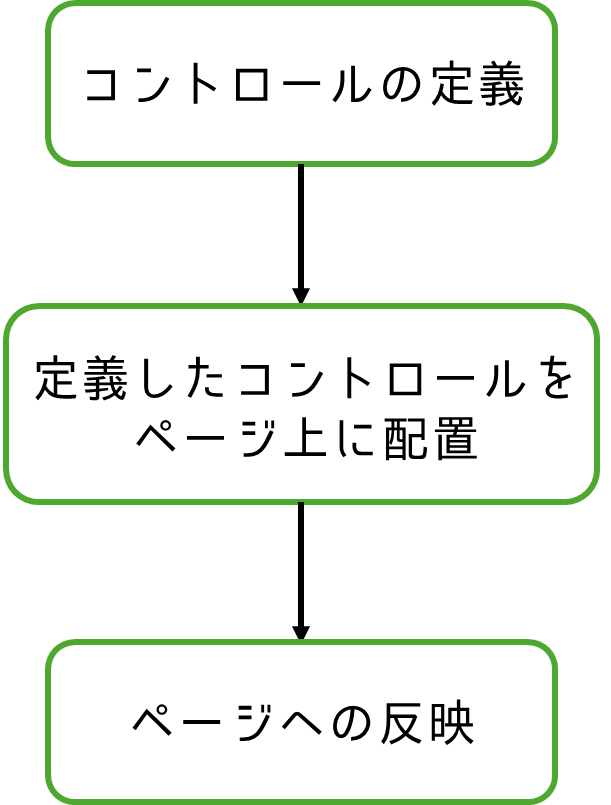 コントロールの定義
定義したコントロールを
ページ上に配置
ページへの反映